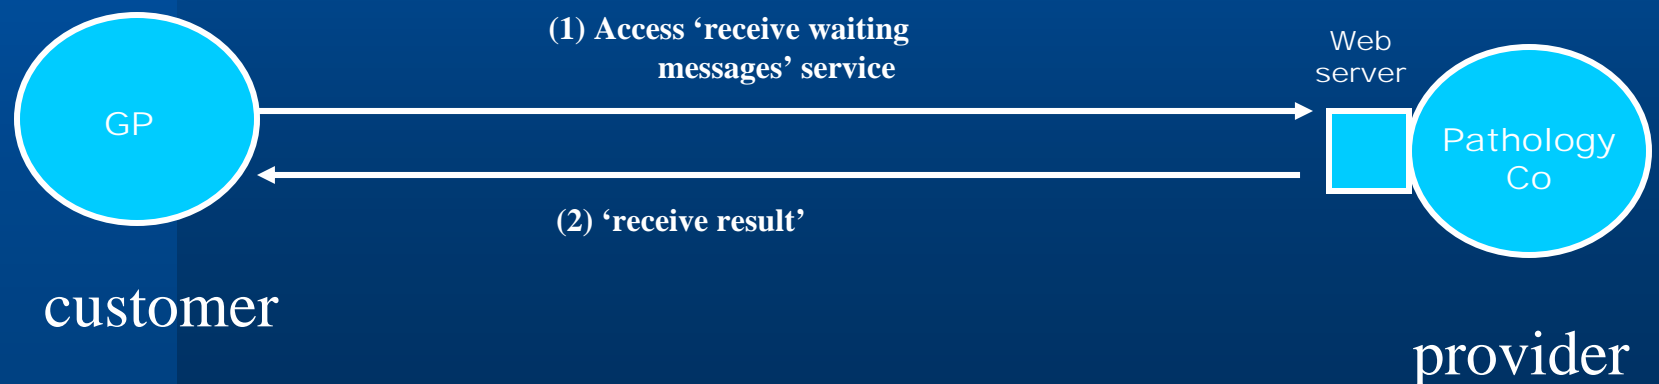 (1) Access ‘receive waiting
messages’ service
Web
server
GP
Pathology
Co
(2) ‘receive result’
customer
provider